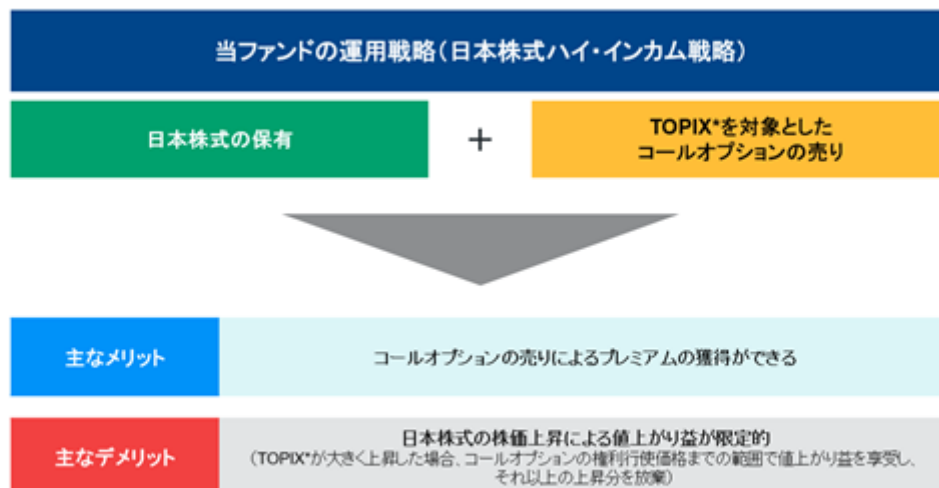 当ファンドの運用戦略(日本株式ハイ・インカム戦略)
日本株式の保有
+
TOPIX*を対象とした
コールオプションの売り
主なメリット
コールオプションの売りによるプレミアムの獲得ができる
主なデメリット
日本株式の株価上昇による値上がり益が限定的
(TOPIX*が大きく上昇した場合、コールオプションの権利行使価格までの範囲で値上がり益を享受し、
それ以上の上昇分を放棄)